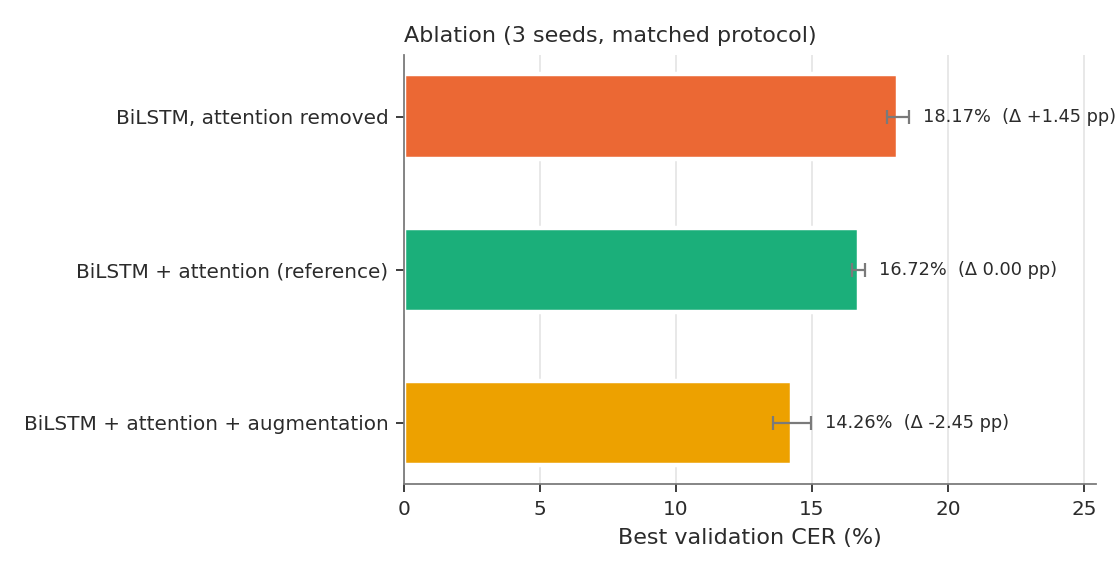 Ablation (3 seeds, matched protocol)
BiLSTM, attention removed
18.17% (Δ +1.45 pp)
BiLSTM + attention (reference)
16.72% (Δ 0.00 pp)
BiLSTM + attention + augmentation
14.26% (Δ -2.45 pp)
0 5 10 15 20 25
Best validation CER (%)